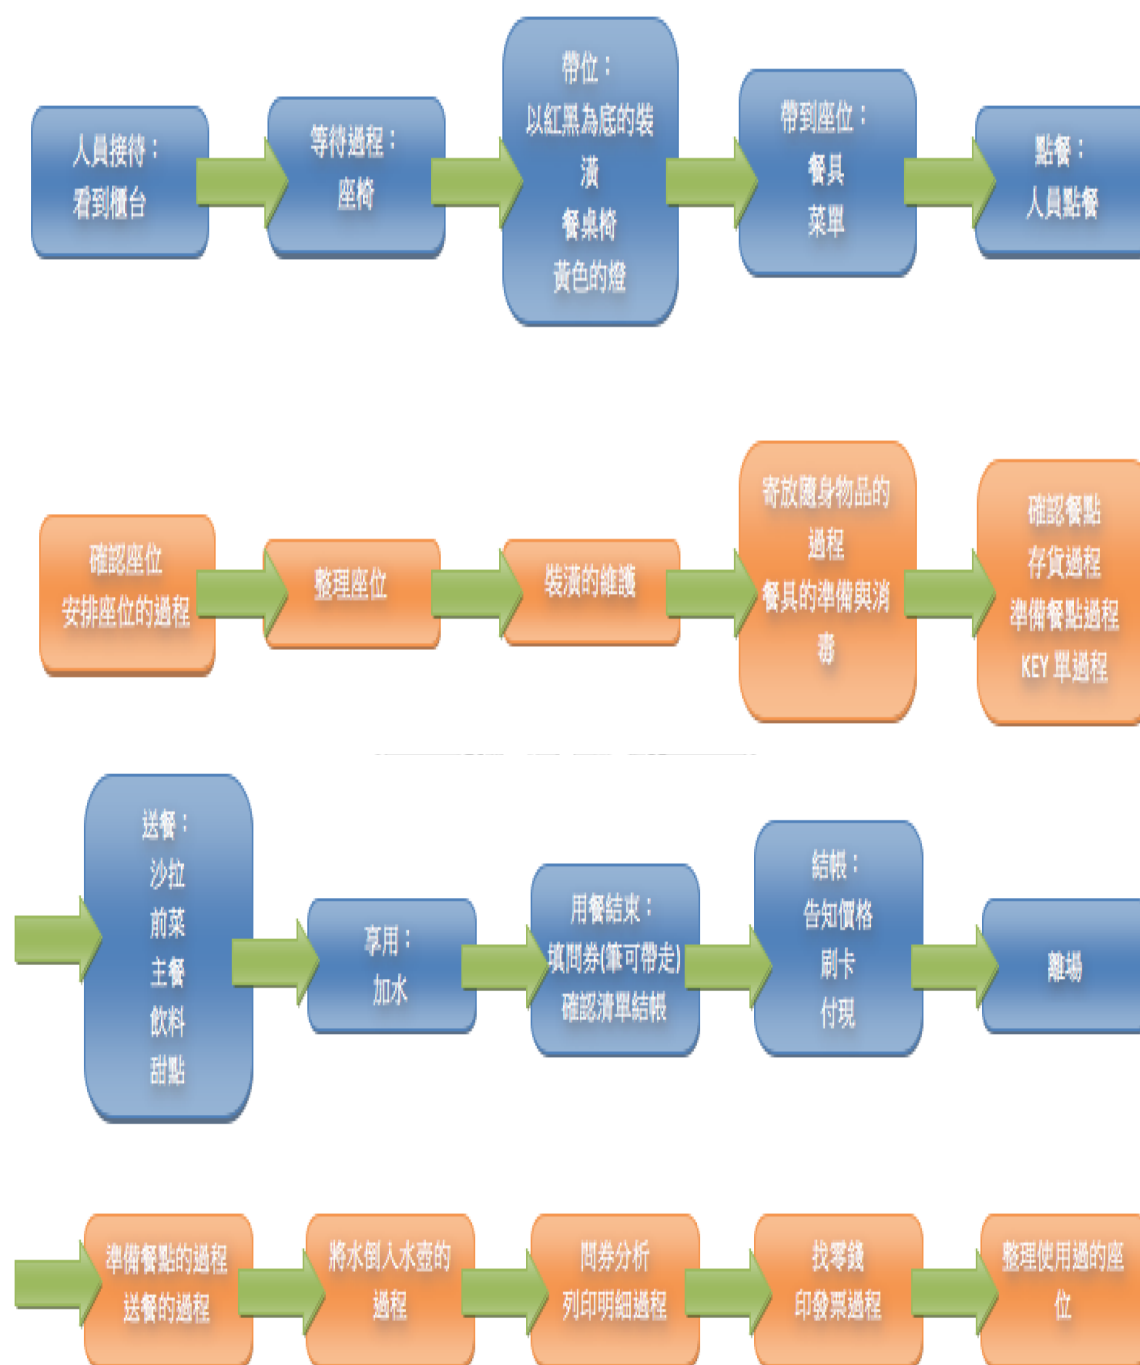 人員接待：
看到櫃台
等待過程：
座椅
帶位：
以紅黑為底的裝
潢
餐桌椅
黃色的燈
帶到座位：
餐具
菜單
點餐：
人員點餐
確認座位
安排座位的過程
整理座位
裝潢的維護
寄放隨身物品的
過程
餐具的準備與消
毒
確認餐點
存貨過程
準備餐點過程
KEY 單過程
送餐：
沙拉
前菜
主餐
飲料
甜點
享用：
加水
用餐結束：
填問券(筆可帶走)
確認清單結帳
結帳：
告知價格
刷卡
付現
離場
準備餐點的過程
送餐的過程
將水倒入水壺的
過程
問券分析
列印明細過程
找零錢
印發票過程
整理使用過的座
位